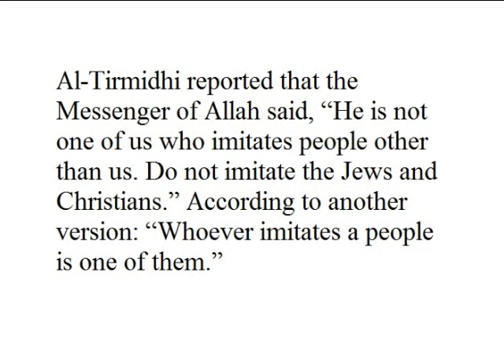 Al-Tirmidhi reported that the
Messenger of Allah said, “He is not
one of us who imitates people other
than us. Do not imitate the Jews and
Christians.” According to another
version: “Whoever imitates a people
is one of them.”